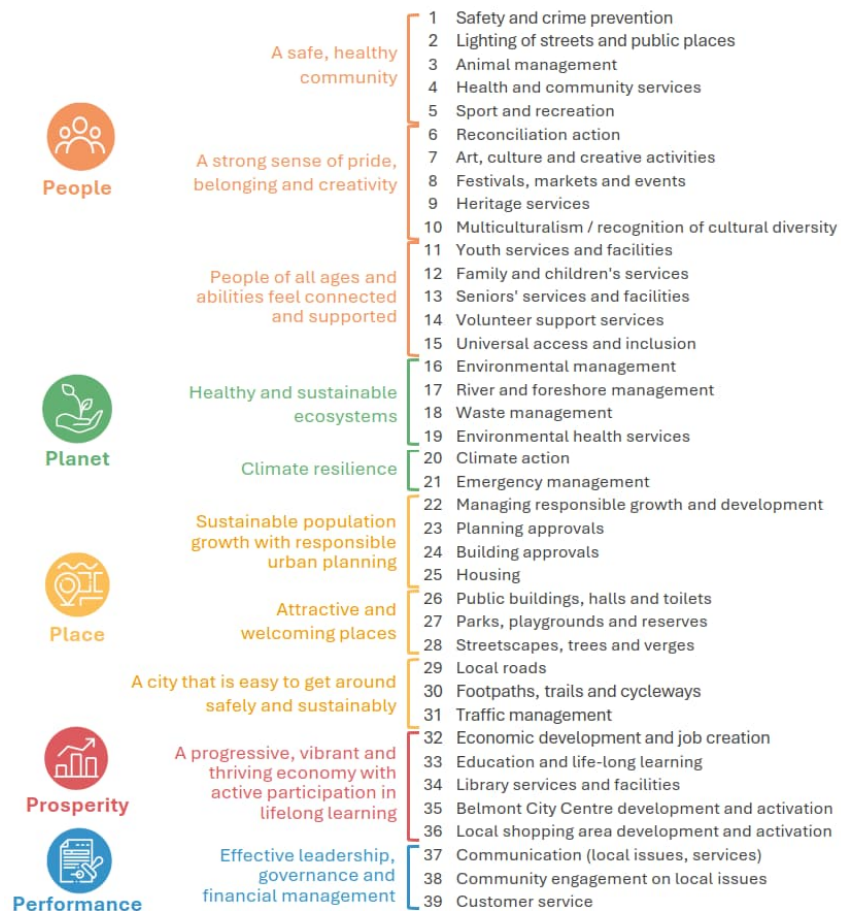 People
A safe, healthy
community
1 Safety and crime prevention
2 Lighting of streets and public places
3 Animal management
4 Health and community services
5 Sport and recreation
A strong sense of pride,
belonging and creativity
6 Reconciliation action
7 Art, culture and creative activities
8 Festivals, markets and events
9 Heritage services
10 Multiculturalism / recognition of cultural diversity
People of all ages and
abilities feel connected
and supported
11 Youth services and facilities
12 Family and children's services
13 Seniors' services and facilities
14 Volunteer support services
15 Universal access and inclusion
Planet
Healthy and sustainable
ecosystems
16 Environmental management
17 River and foreshore management
18 Waste management
19 Environmental health services
Climate resilience
20 Climate action
21 Emergency management
Place
Sustainable population
growth with responsible
urban planning
22 Managing responsible growth and development
23 Planning approvals
24 Building approvals
25 Housing
Attractive and
welcoming places
26 Public buildings, halls and toilets
27 Parks, playgrounds and reserves
28 Streetscapes, trees and verges
A city that is easy to get around
safely and sustainably
29 Local roads
30 Footpaths, trails and cycleways
31 Traffic management
Prosperity
A progressive, vibrant and
thriving economy with
active participation in
lifelong learning
32 Economic development and job creation
33 Education and life-long learning
34 Library services and facilities
35 Belmont City Centre development and activation
36 Local shopping area development and activation
Performance
Effective leadership,
governance and
financial management
37 Communication (local issues, services)
38 Community engagement on local issues
39 Customer service